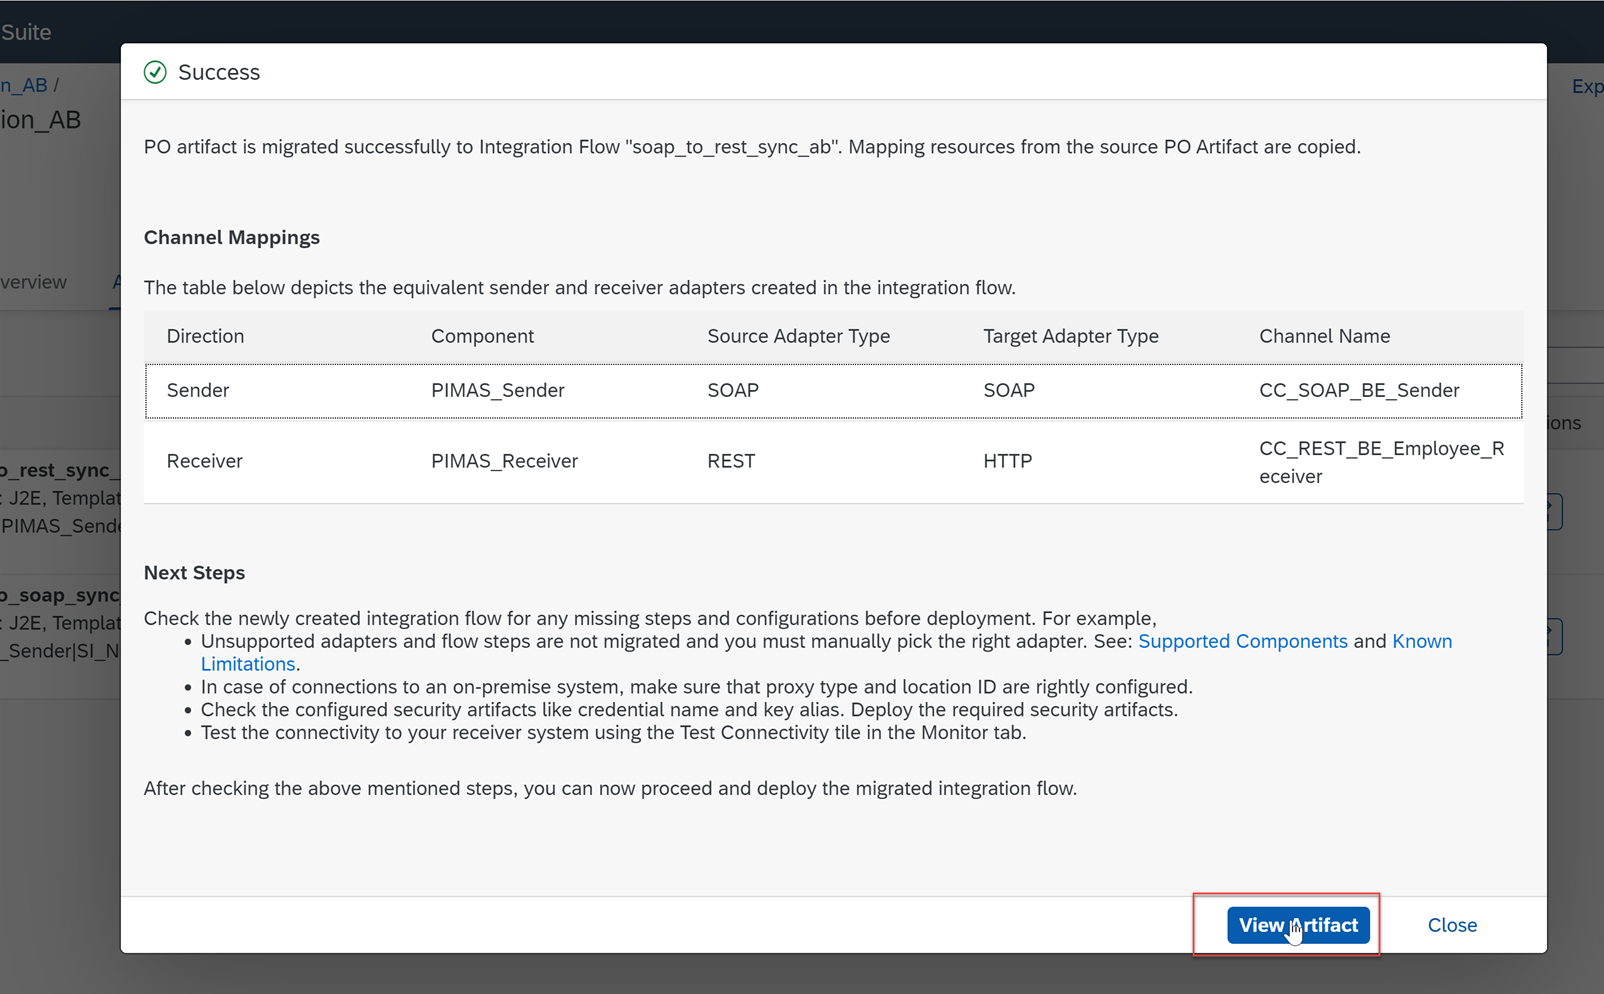 Suite
n_AB /
Exp
ion_AB
verview
Success
PO artifact is migrated successfully to Integration Flow "soap_to_rest_sync_ab". Mapping resources from the source PO Artifact are copied.
Channel Mappings
The table below depicts the equivalent sender and receiver adapters created in the integration flow.
Direction Component Source Adapter Type Target Adapter Type Channel Name
Sender PIMAS_Sender SOAP SOAP CC_SOAP_BE_Sender
Receiver PIMAS_Receiver REST HTTP CC_REST_BE_Employee_R
eceiver
ions
o_rest_sync_
: J2E, Templat
PIMAS_Sende
o_soap_sync_
: J2E, Templat
_Sender|SI_N
Next Steps
Check the newly created integration flow for any missing steps and configurations before deployment. For example,
• Unsupported adapters and flow steps are not migrated and you must manually pick the right adapter. See: Supported Components and Known
Limitations.
• In case of connections to an on-premise system, make sure that proxy type and location ID are rightly configured.
• Check the configured security artifacts like credential name and key alias. Deploy the required security artifacts.
• Test the connectivity to your receiver system using the Test Connectivity tile in the Monitor tab.
After checking the above mentioned steps, you can now proceed and deploy the migrated integration flow.
View Artifact
Close